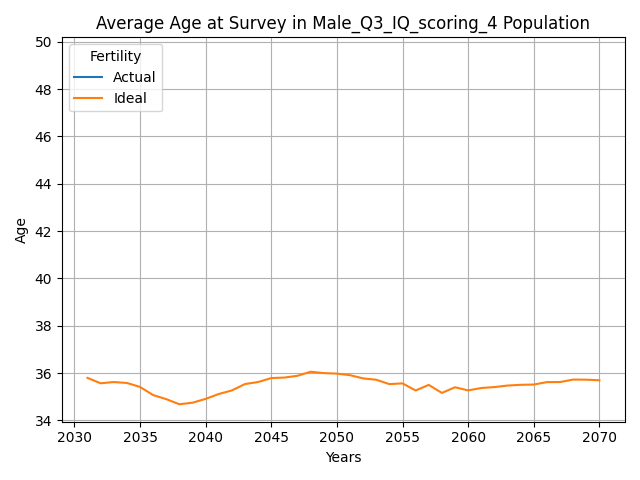 Average Age at Survey in Male_Q3_IQ_scoring_4 Population
50
48
46
44
42
40
38
36
34
Age
Fertility
Actual
Ideal
2030 2035 2040 2045 2050 2055 2060 2065 2070
Years